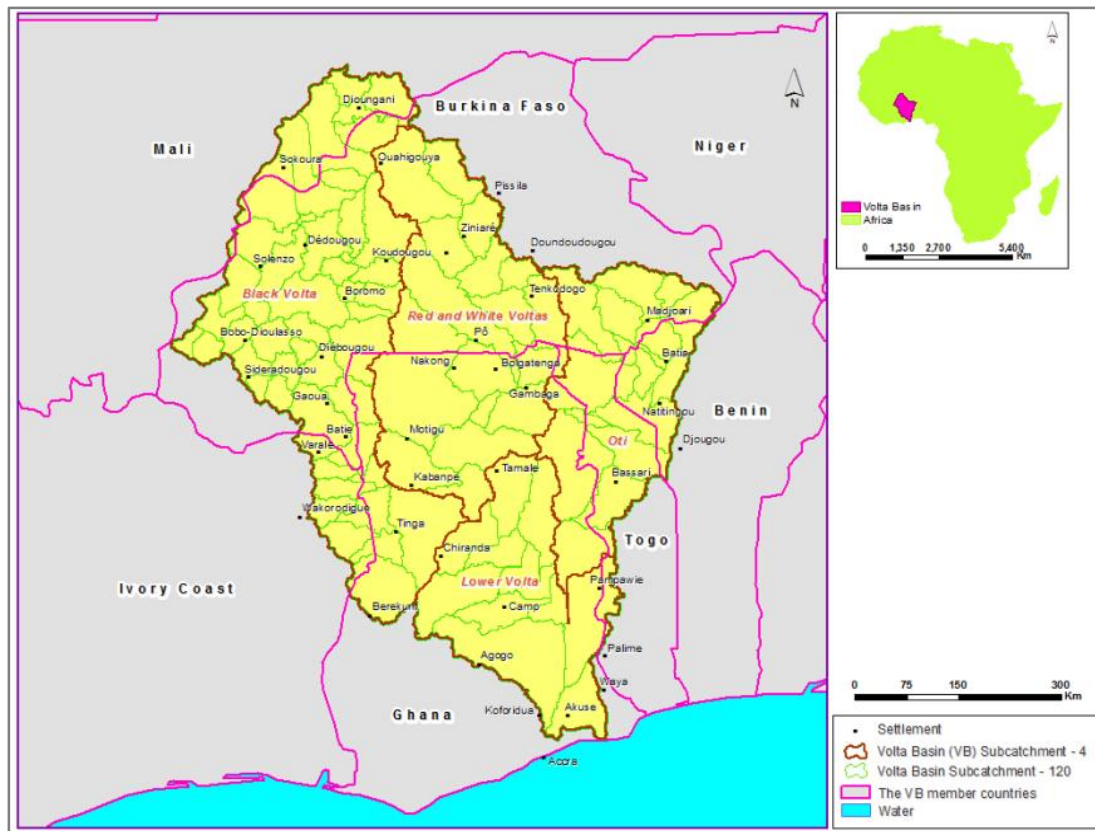 Burkina Faso
Mali
Niger
Benin
Togo
Ivory Coast
Ghana
N
Dioungani
Sokoura
Ouahigouya
Pissila
Ziniaré
Dédougou
Koudougou
Doundoudougou
Solenzo
Black Volta
Boromo
Tenkodogo
Red and White Voltas
Madjoari
Bobo-Dioulasso
Pô
Diébougou
Nakong
Bolgatenga
Batia
Sideradougou
Gambaga
Gaoua
Natitingou
Batie
Motigu
Oti
Djougou
Varale
Tamale
Kabanpe
Bassari
Wakorodigue
Tinga
Chiranda
Lower Volta
Pampawie
Berekum
Camp
Agogo
Palime
Waya
Koforidua
Akuse
Accra
N
Volta Basin
Africa
0 1,350 2,700 5,400
Km
0 75 150 300
Km
Settlement
Volta Basin (VB) Subcatchment - 4
Volta Basin Subcatchment - 120
The VB member countries
Water